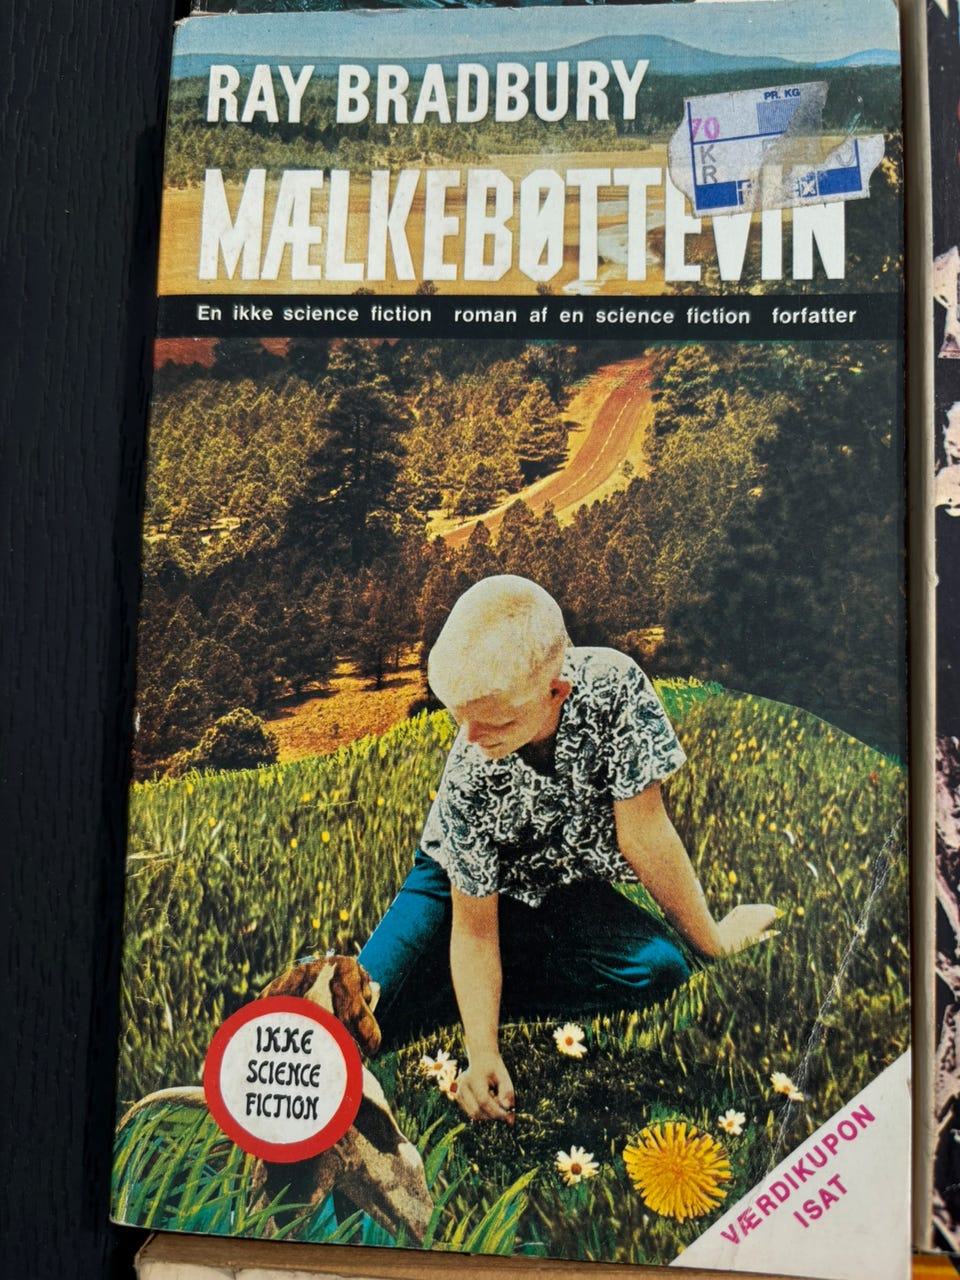 RAY BRADBURY
PR. KG
70
KR
MÆLKEBØTTEVIN
En ikke science fiction roman af en science fiction forfatter
IKKE
SCIENCE
FICTION
VÆRDIKUPON
ISAT